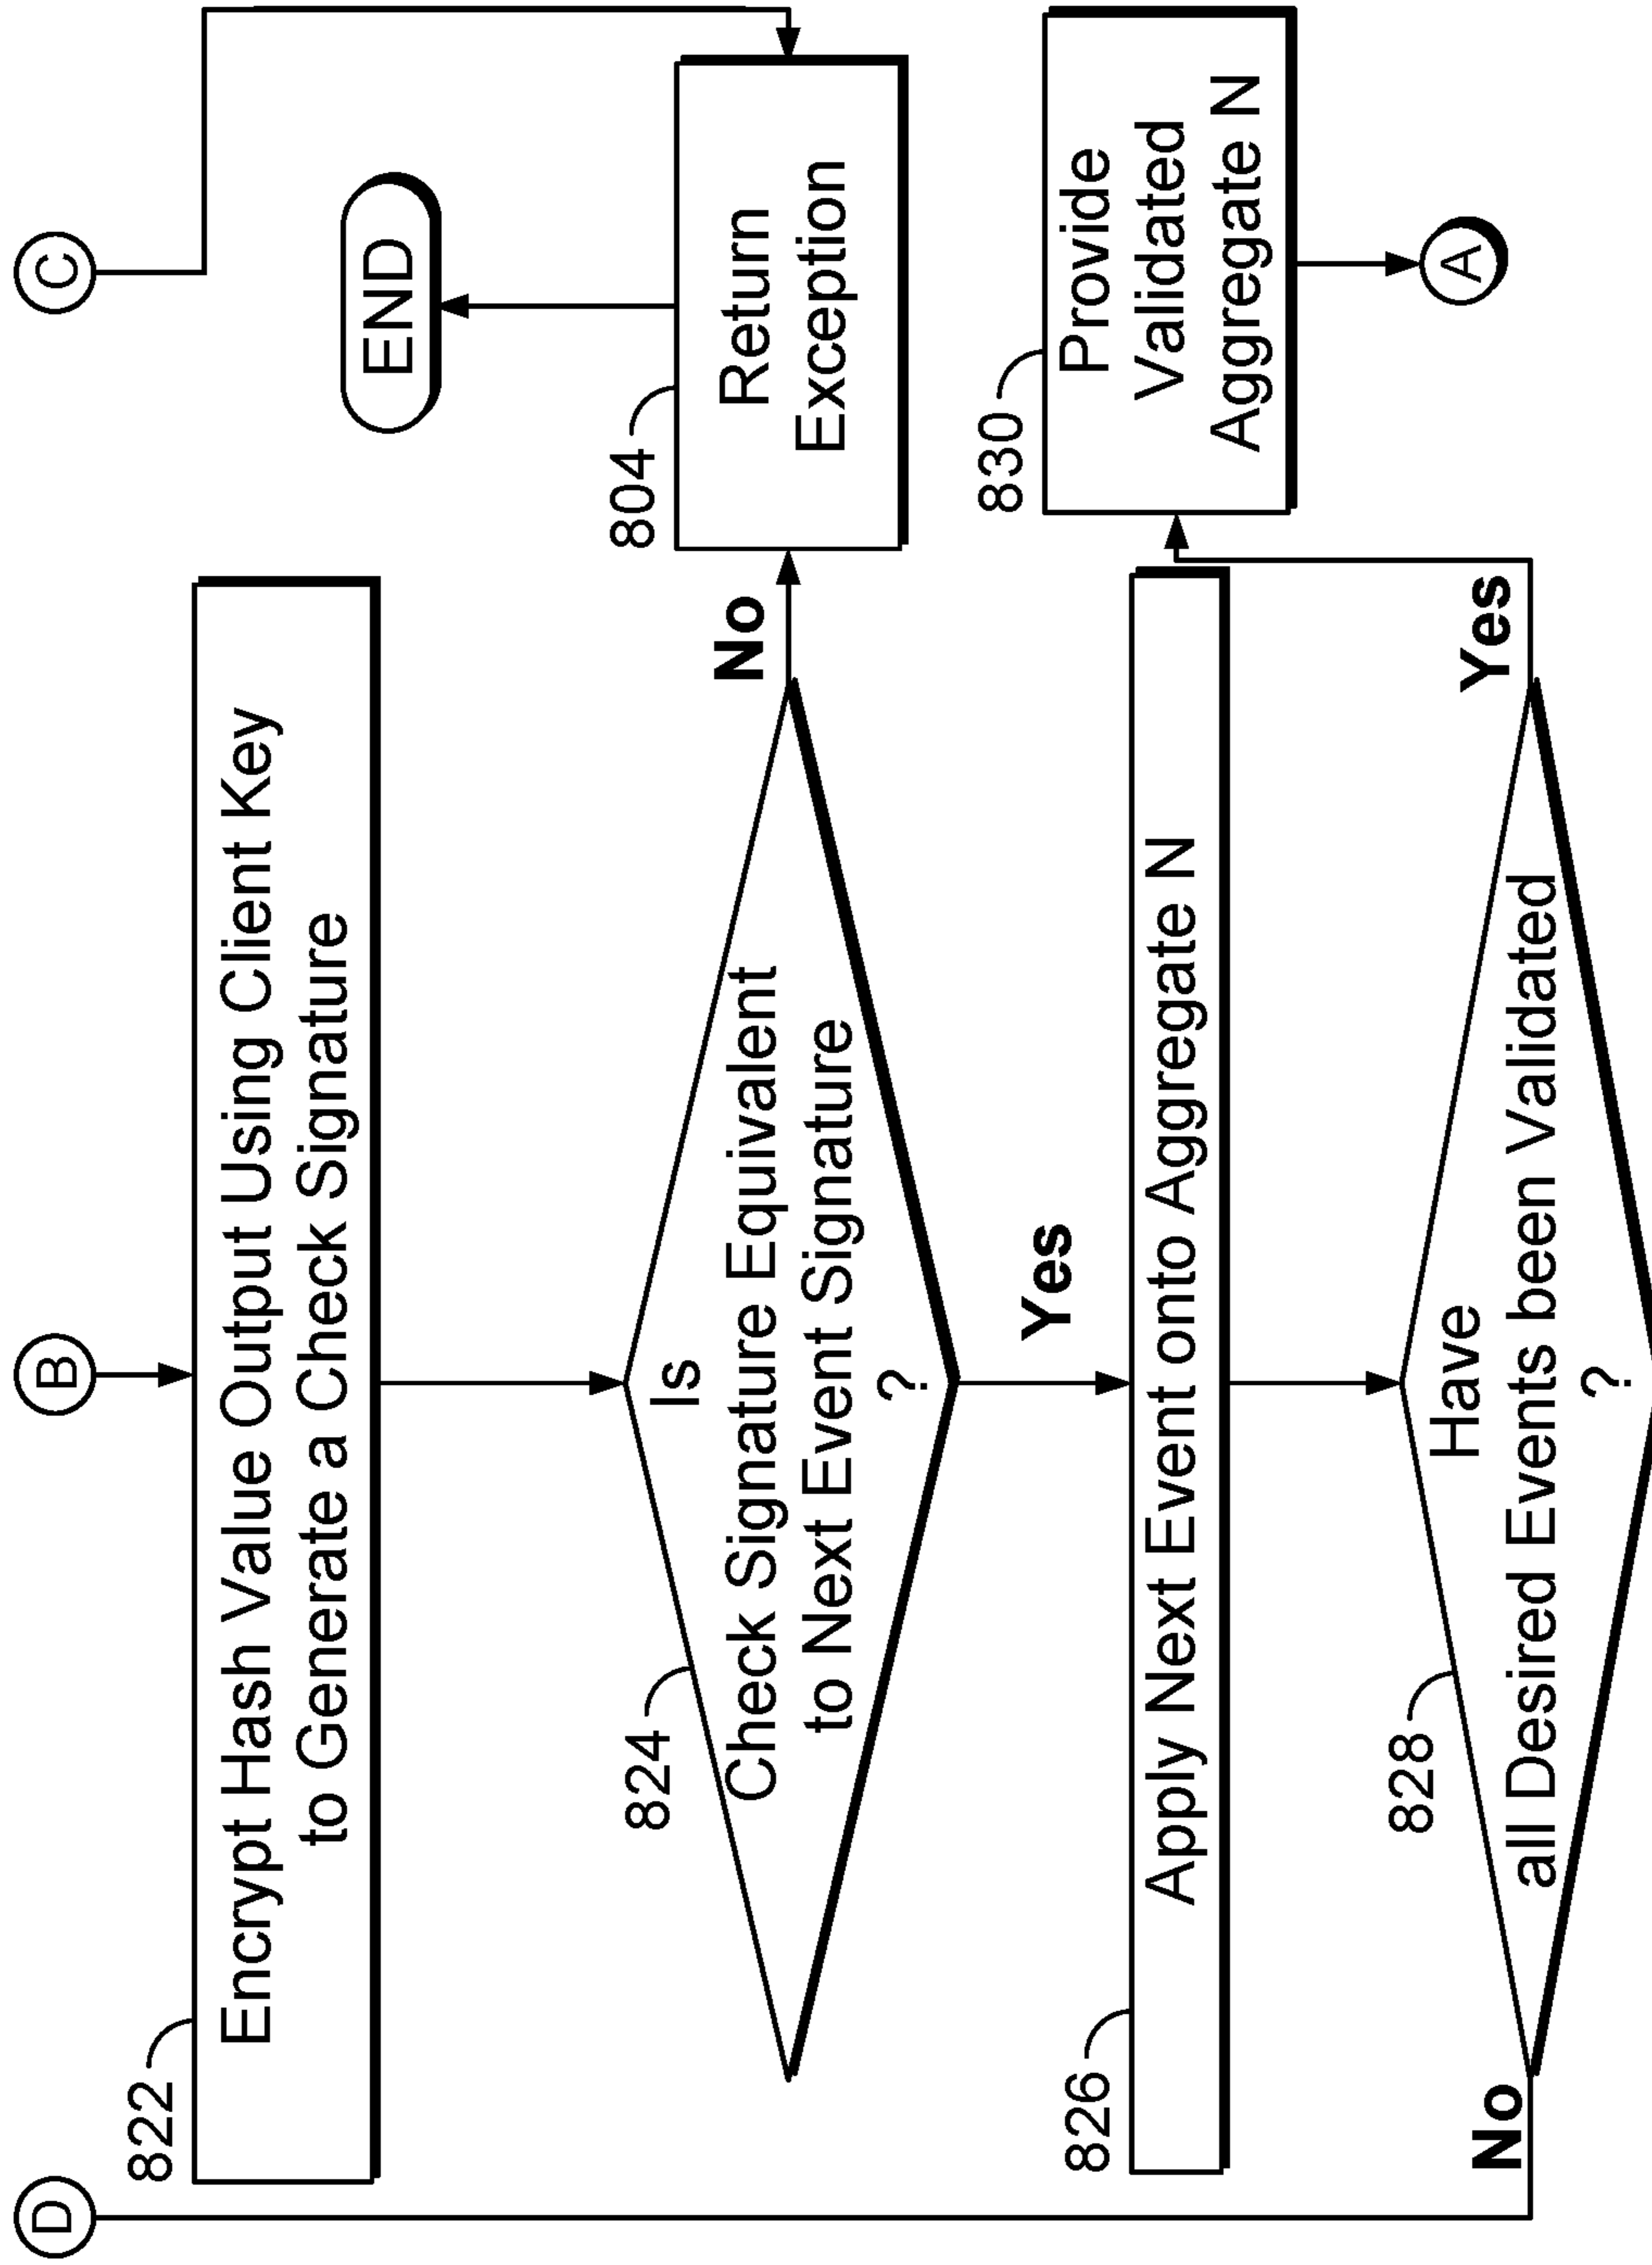 D
B
C
822
Encrypt Hash Value Output Using Client Key
to Generate a Check Signature
END
824
Is
Check Signature Equivalent
to Next Event Signature
?
No
804
Return
Exception
Yes
826
Apply Next Event onto Aggregate N
830
Provide
Validated
Aggregate N
828
Have
all Desired Events been Validated
?
No
Yes
A